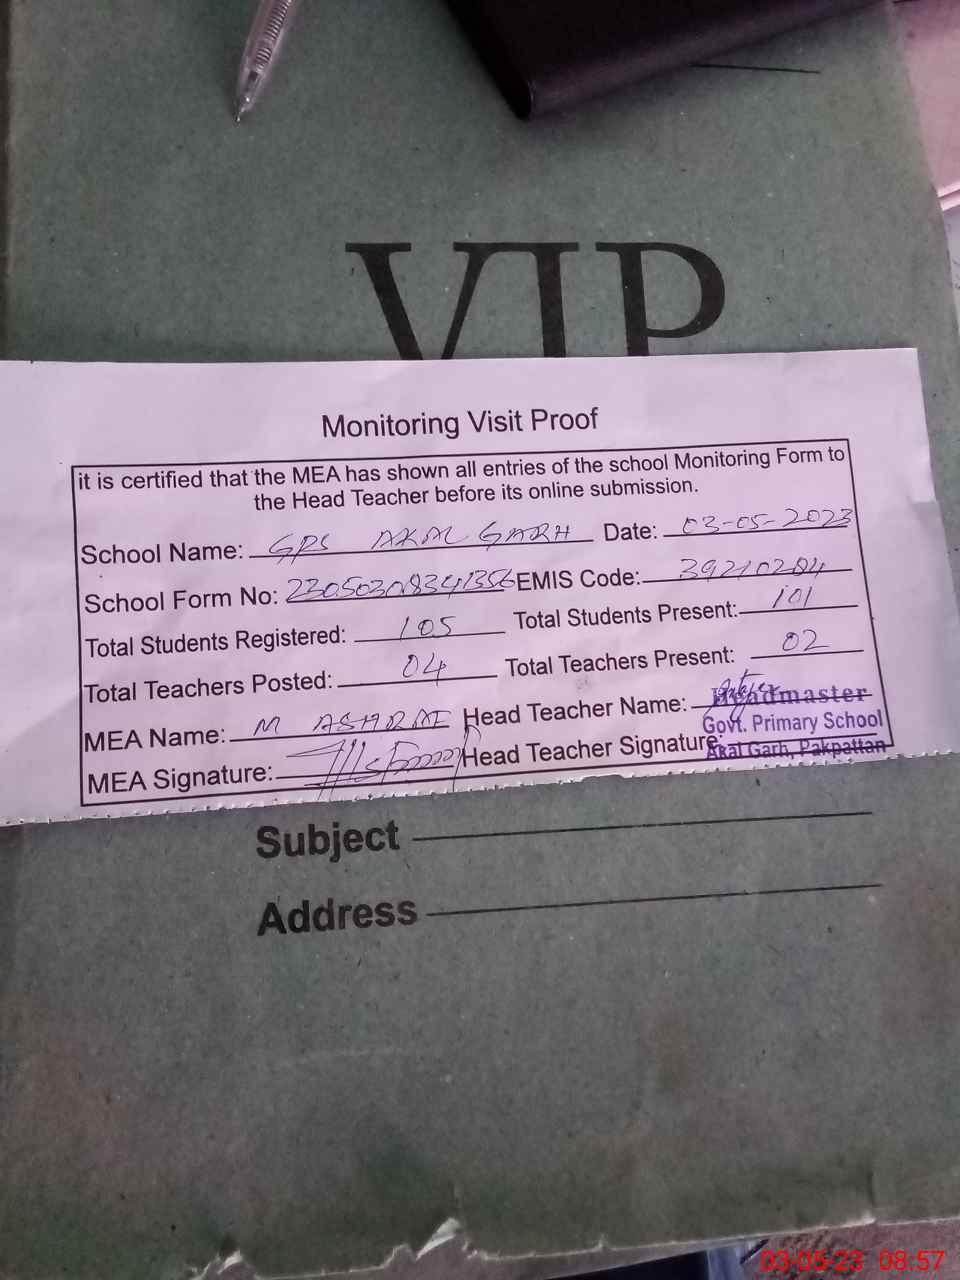 VIP
Monitoring Visit Proof
it is certified that the MEA has shown all entries of the school Monitoring Form to
the Head Teacher before its online submission.
School Name: GPS AKAL GARH Date: 03-05-2023
School Form No: EMIS Code: 39210204
Total Students Registered: 105 Total Students Present: 101
Total Teachers Posted: 04 Total Teachers Present: 02
MEA Name: M ASHRAF Head Teacher Name: Headmaster
Govt. Primary School
MEA Signature: Head Teacher Signature: Akal Garh, Pakpattan
Subject
Address
03-05-23 08:57